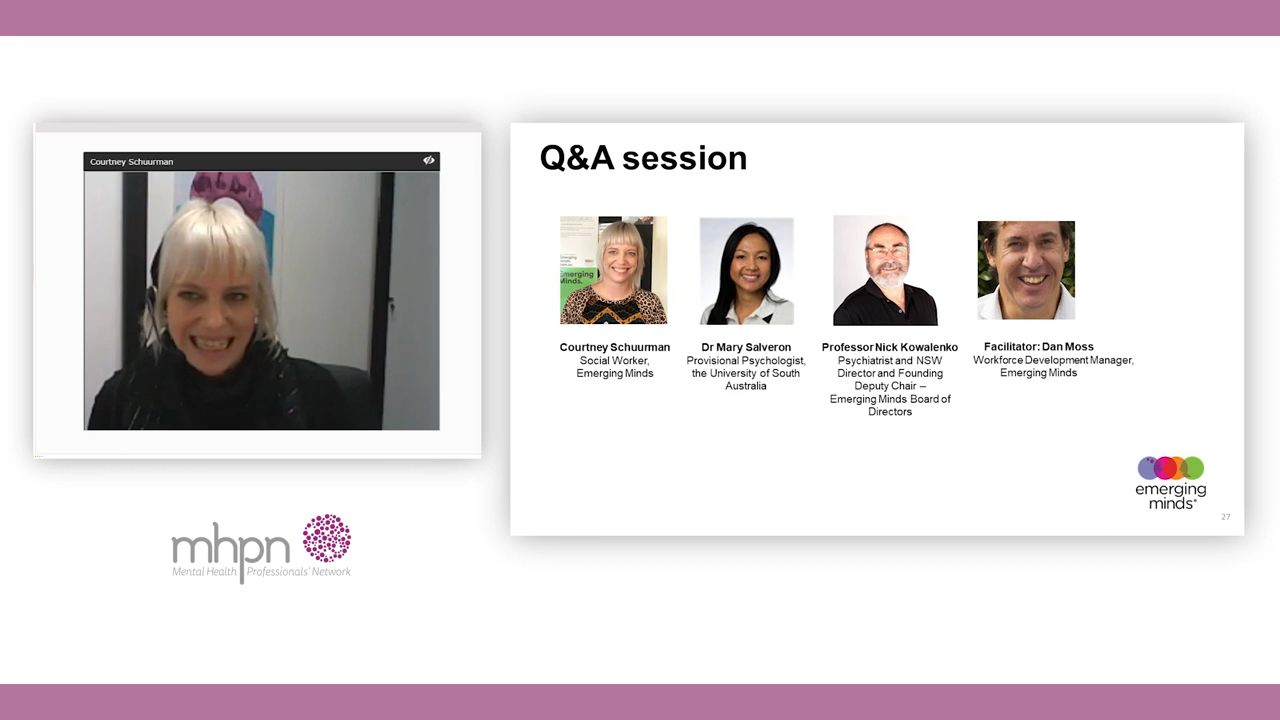 Courtney Schuurman
Q&A session
Emerging
Minds.
Courtney Schuurman
Social Worker,
Emerging Minds
Dr Mary Salveron
Provisional Psychologist,
the University of South
Australia
Professor Nick Kowalenko
Psychiatrist and NSW
Director and Founding
Deputy Chair –
Emerging Minds Board of
Directors
Facilitator: Dan Moss
Workforce Development Manager,
Emerging Minds
emerging
minds
27
mhpn
Mental Health Professionals' Network